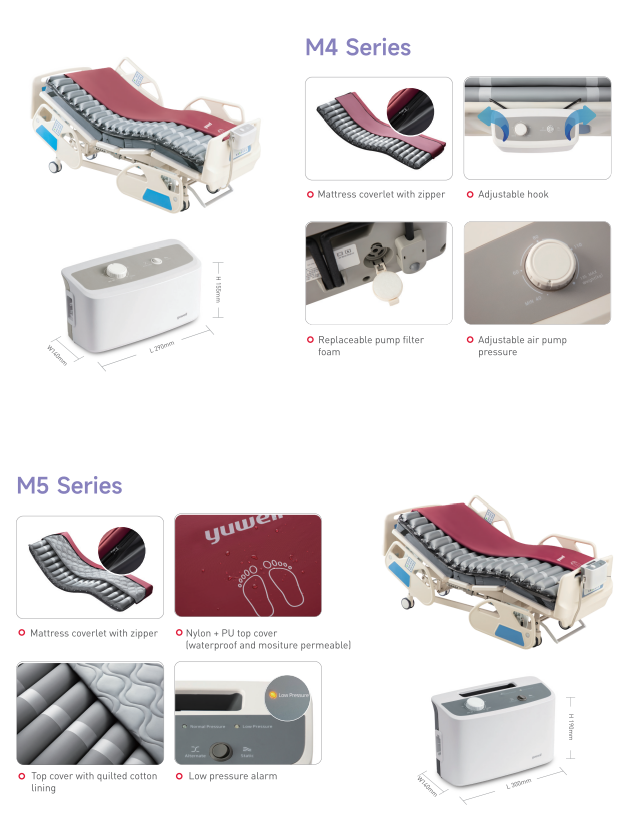 M4 Series
Mattress coverlet with zipper
Adjustable hook
H 155mm
W140mm
L 290mm
Replaceable pump filter
foam
Adjustable air pump
pressure
M5 Series
yuwell
Mattress coverlet with zipper
Nylon + PU top cover
(waterproof and mositure permeable)
Low Pressure
Normal Pressure
Low Pressure
Alternate
Static
Top cover with quilted cotton
lining
Low pressure alarm
H 190mm
W140mm
L 300mm